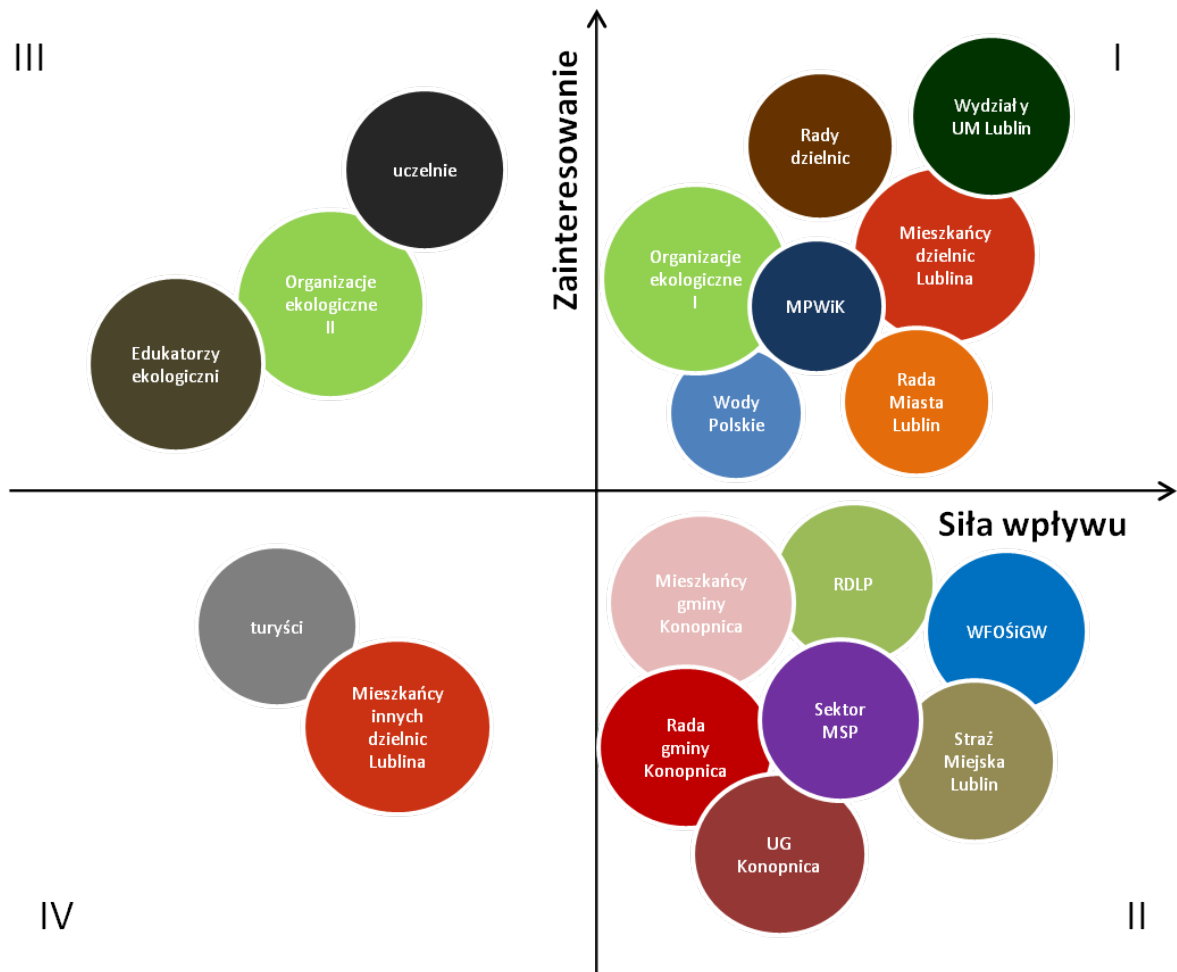 III
Zainteresowanie
I
Wydziały
UM Lublin
Rady
dzielnic
uczelnie
Mieszkańcy
dzielnic
Lublina
Organizacje
ekologiczne
I
Organizacje
ekologiczne
II
MPWiK
Edukatorzy
ekologiczni
Rada
Miasta
Lublin
Wody
Polskie
Siła wpływu
Mieszkańcy
gminy
Konopnica
RDLP
WFOŚiGW
turyści
Mieszkańcy
innych
dzielnic
Lublina
Sektor
MSP
Rada
gminy
Konopnica
Straż
Miejska
Lublin
UG
Konopnica
IV
II